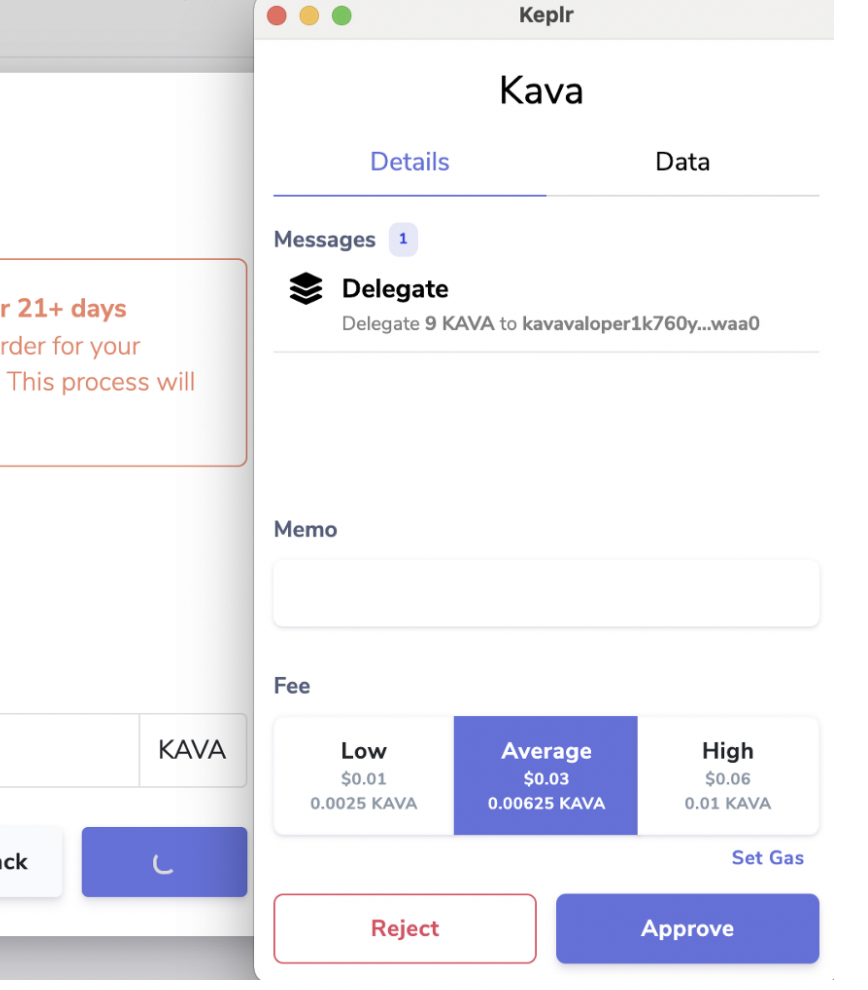 Keplr
Kava
Details
Data
Messages 1
Delegate
Delegate 9 KAVA to kavavaloper1k760y...waa0
Memo
Fee
Low
$0.01
0.0025 KAVA
Average
$0.03
0.00625 KAVA
High
$0.06
0.01 KAVA
Set Gas
Reject
Approve
r 21+ days
rder for your
This process will
KAVA
ack